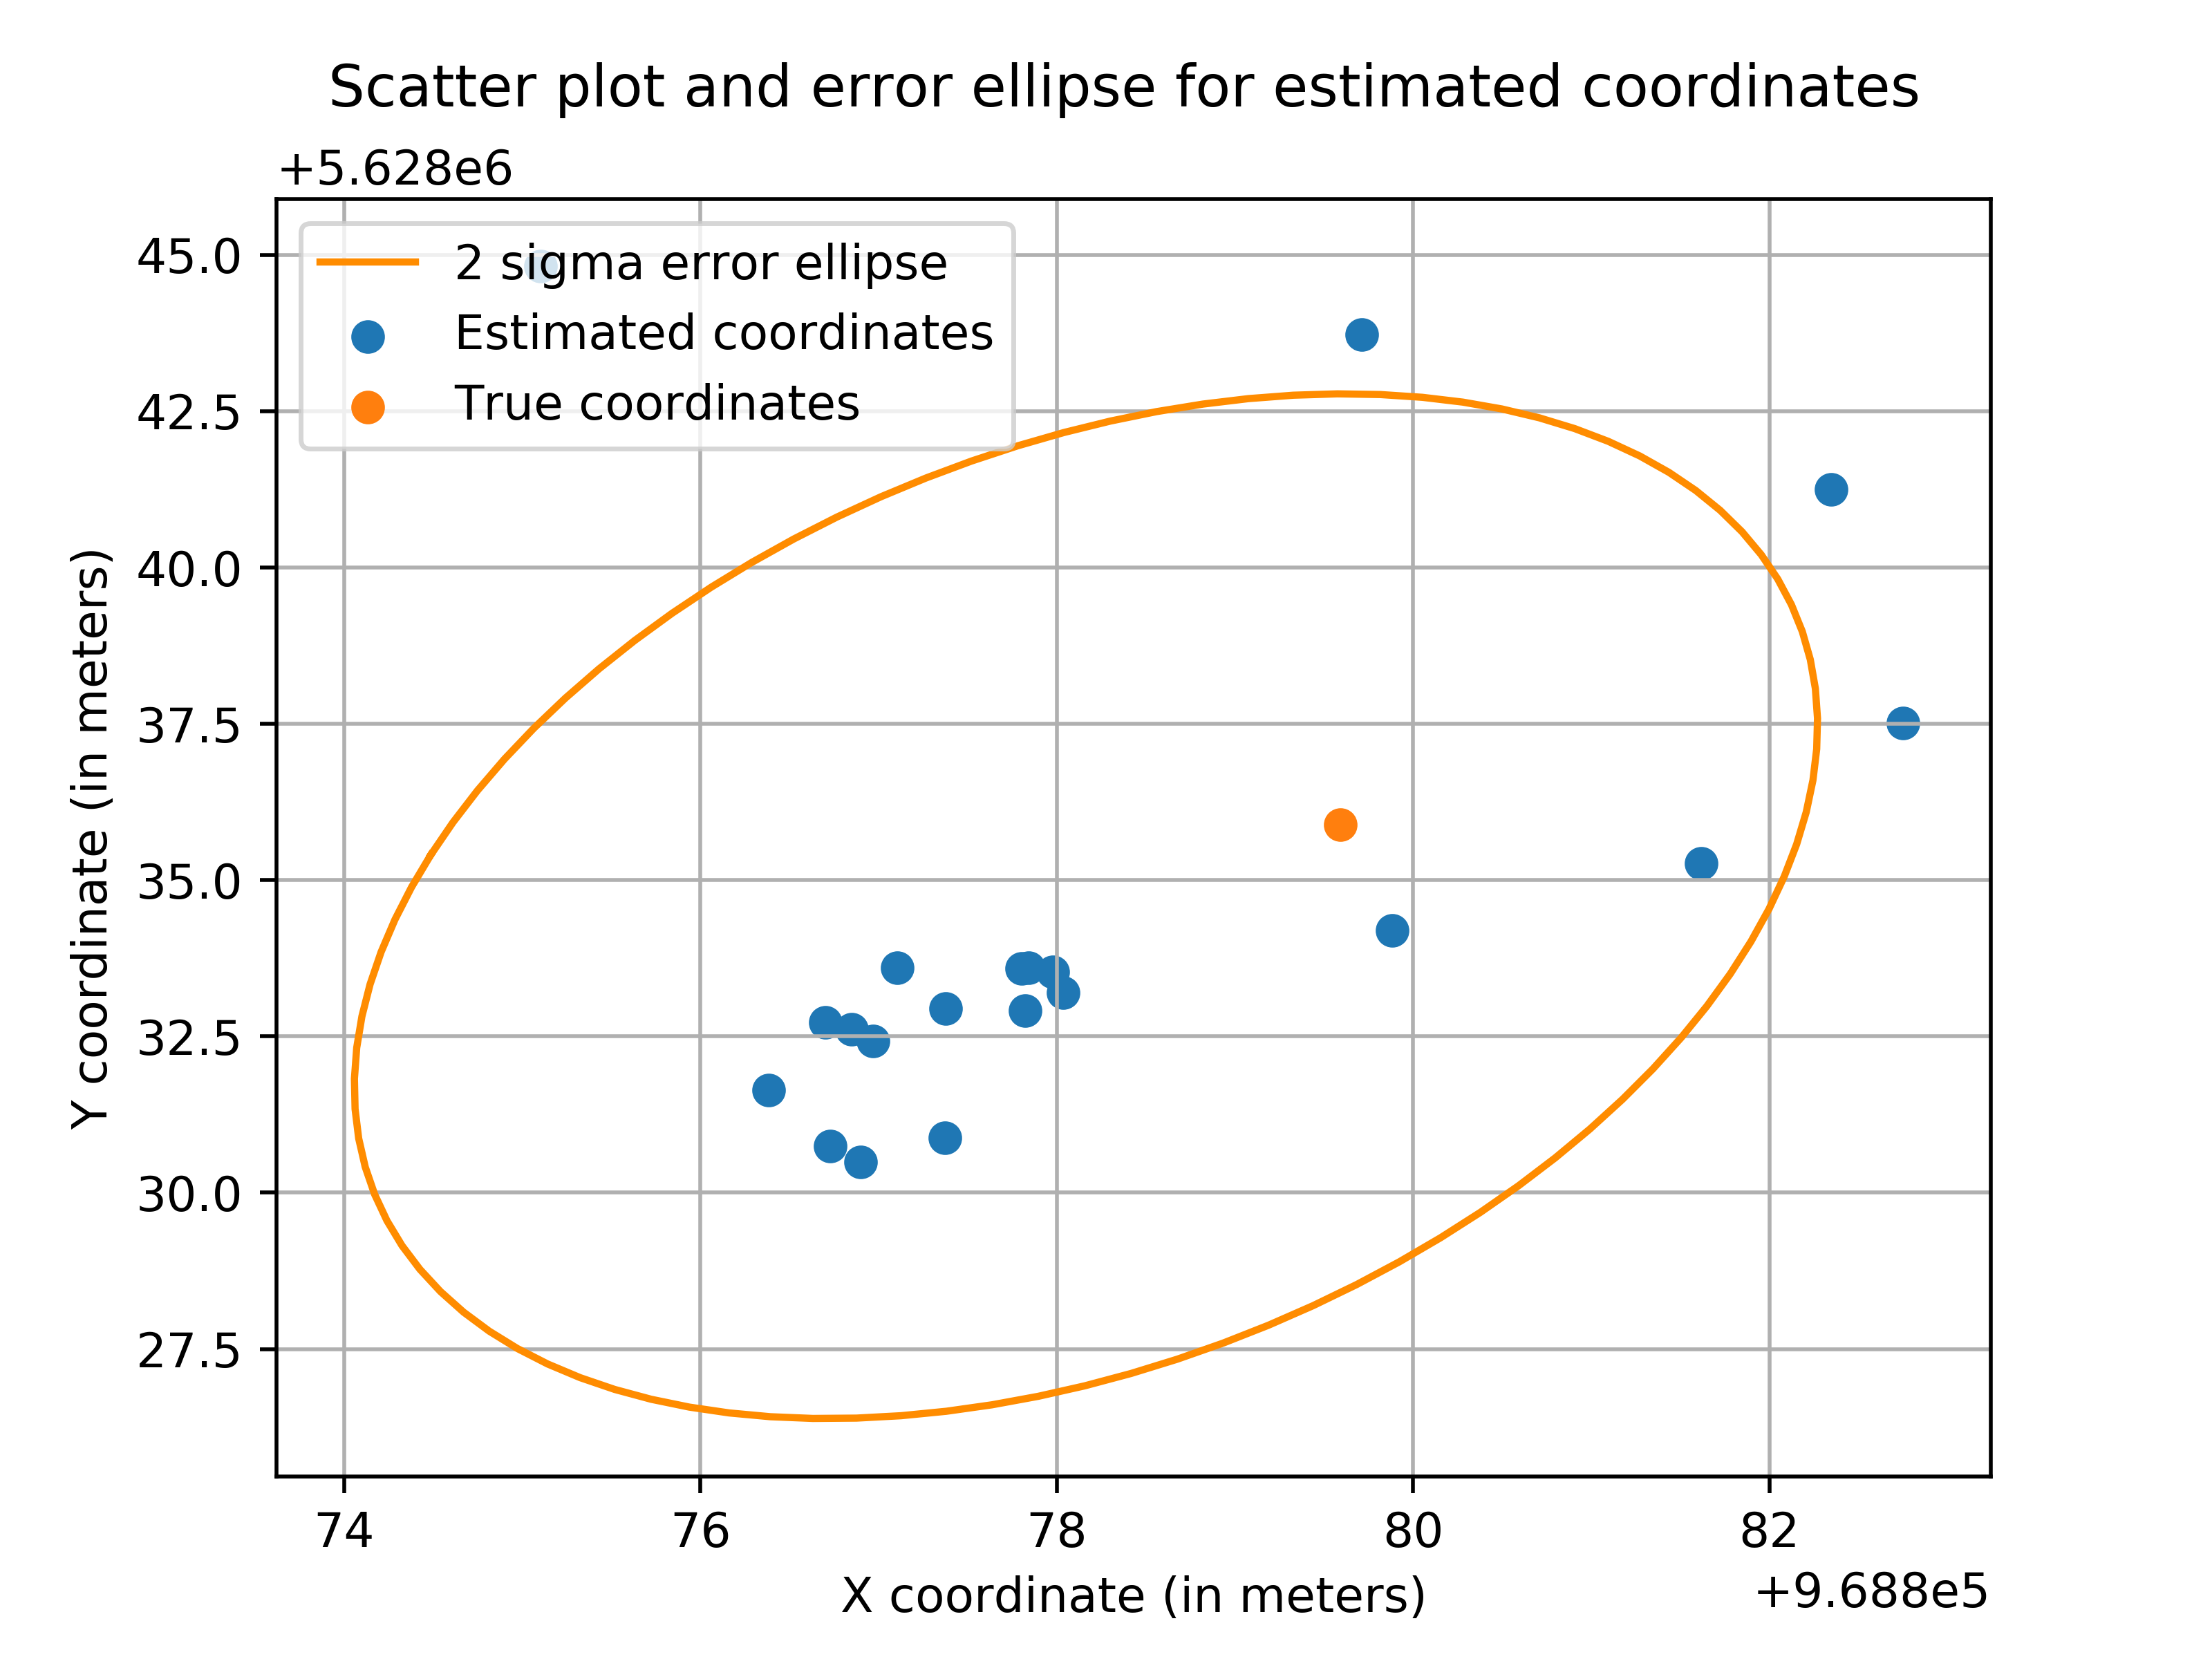 Scatter plot and error ellipse for estimated coordinates
+5.628e6
2 sigma error ellipse
Estimated coordinates
True coordinates
45.0
42.5
40.0
37.5
35.0
32.5
30.0
27.5
Y coordinate (in meters)
74 76 78 80 82
X coordinate (in meters)
+9.688e5